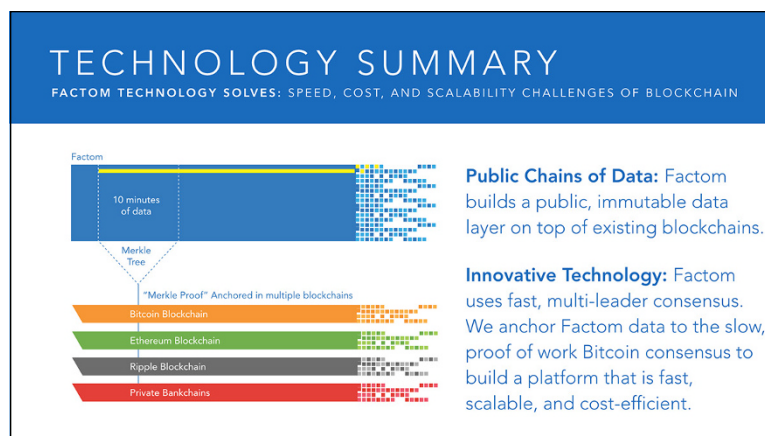 TECHNOLOGY SUMMARY
FACTOM TECHNOLOGY SOLVES: SPEED, COST, AND SCALABILITY CHALLENGES OF BLOCKCHAIN
Factom
10 minutes
of data
Merkle
Tree
"Merkle Proof" Anchored in multiple blockchains
Bitcoin Blockchain
Ethereum Blockchain
Ripple Blockchain
Private Bankchains
Public Chains of Data: Factom
builds a public, immutable data
layer on top of existing blockchains.
Innovative Technology: Factom
uses fast, multi-leader consensus.
We anchor Factom data to the slow,
proof of work Bitcoin consensus to
build a platform that is fast,
scalable, and cost-efficient.